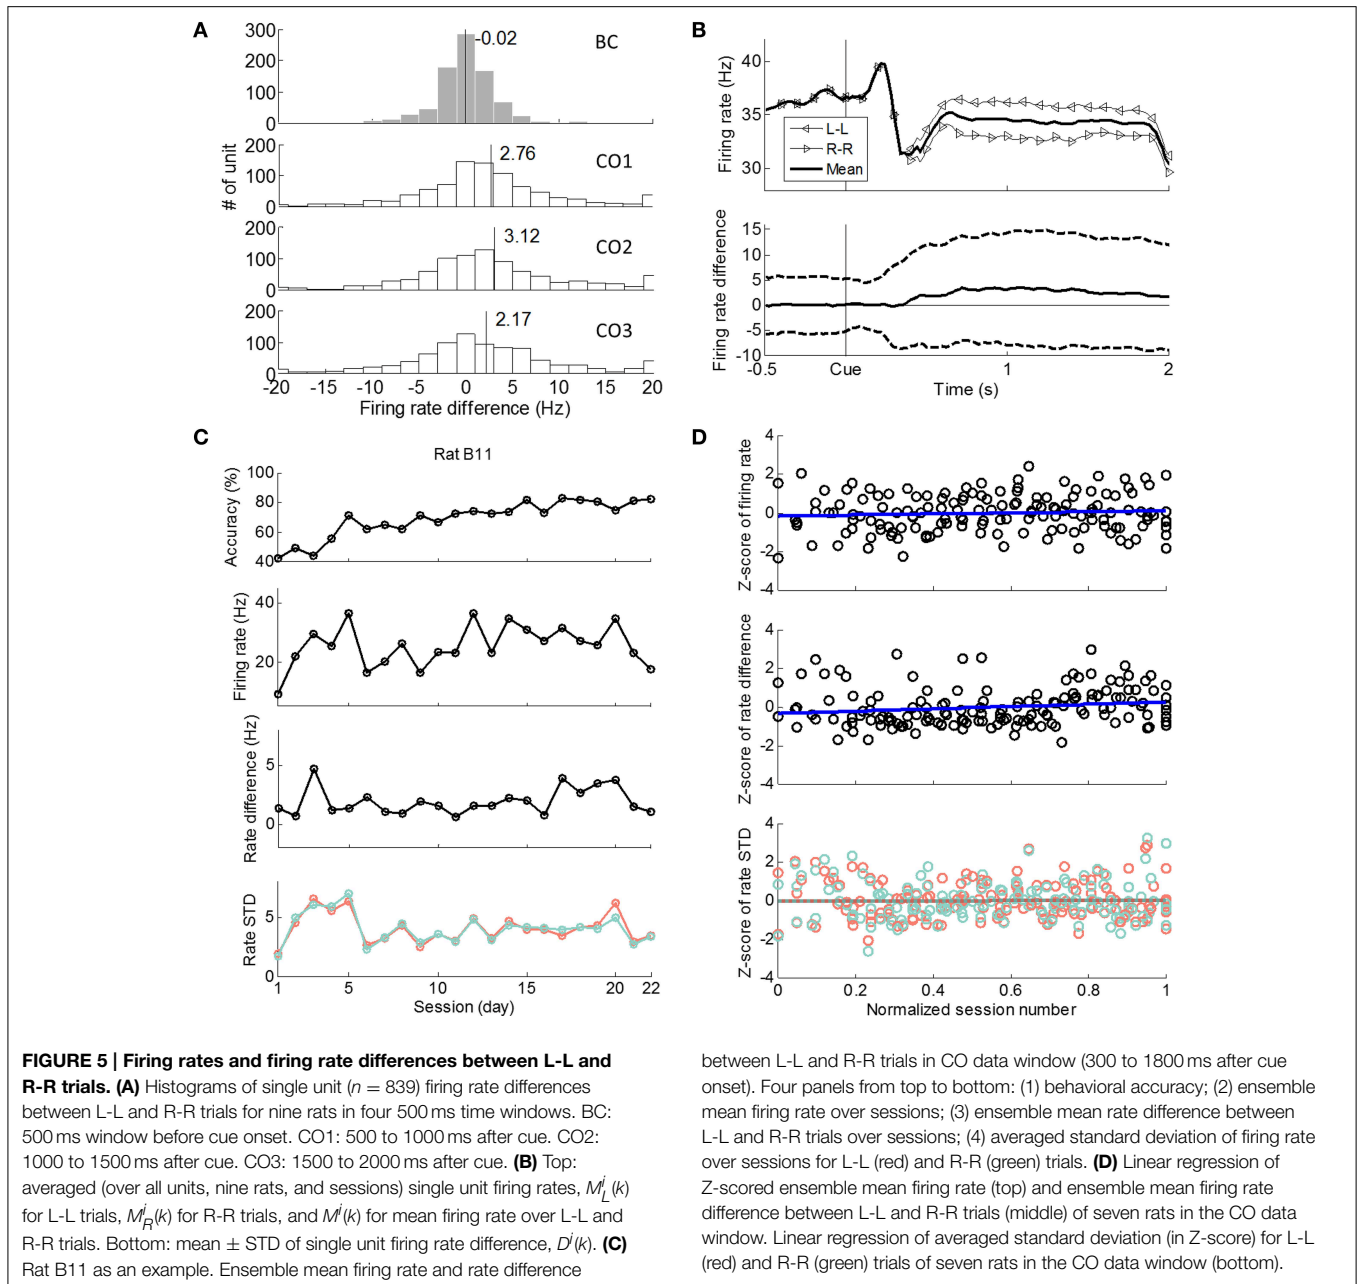 A
300
200
100
0
BC
-0.02
200
100
0
CO1
2.76
200
100
0
CO2
3.12
200
100
0
CO3
2.17
# of unit
-20 -15 -10 -5 0 5 10 15 20
Firing rate difference (Hz)
B
40
35
30
Firing rate (Hz)
L-L
R-R
Mean
15
10
5
0
-5
-10
Firing rate difference
-0.5 Cue 1 2
Time (s)
C
Rat B11
100
80
60
40
Accuracy (%)
40
20
Firing rate (Hz)
5
0
Rate difference (Hz)
5
0
Rate STD
1 5 10 15 20 22
Session (day)
D
4
2
0
-2
-4
Z-score of firing rate
4
2
0
-2
-4
Z-score of rate difference
4
2
0
-2
-4
Z-score of rate STD
0 0.2 0.4 0.6 0.8 1
Normalized session number
FIGURE 5 | Firing rates and firing rate differences between L-L and
R-R trials. (A) Histograms of single unit (n = 839) firing rate differences
between L-L and R-R trials for nine rats in four 500 ms time windows. BC:
500 ms window before cue onset. CO1: 500 to 1000 ms after cue. CO2:
1000 to 1500 ms after cue. CO3: 1500 to 2000 ms after cue. (B) Top:
averaged (over all units, nine rats, and sessions) single unit firing rates, M_L^i(k)
for L-L trials, M_R^i(k) for R-R trials, and M^i(k) for mean firing rate over L-L and
R-R trials. Bottom: mean ± STD of single unit firing rate difference, D^i(k). (C)
Rat B11 as an example. Ensemble mean firing rate and rate difference
between L-L and R-R trials in CO data window (300 to 1800 ms after cue
onset). Four panels from top to bottom: (1) behavioral accuracy; (2) ensemble
mean firing rate over sessions; (3) ensemble mean rate difference between
L-L and R-R trials over sessions; (4) averaged standard deviation of firing rate
over sessions for L-L (red) and R-R (green) trials. (D) Linear regression of
Z-scored ensemble mean firing rate (top) and ensemble mean firing rate
difference between L-L and R-R trials (middle) of seven rats in the CO data
window. Linear regression of averaged standard deviation (in Z-score) for L-L
(red) and R-R (green) trials of seven rats in the CO data window (bottom).